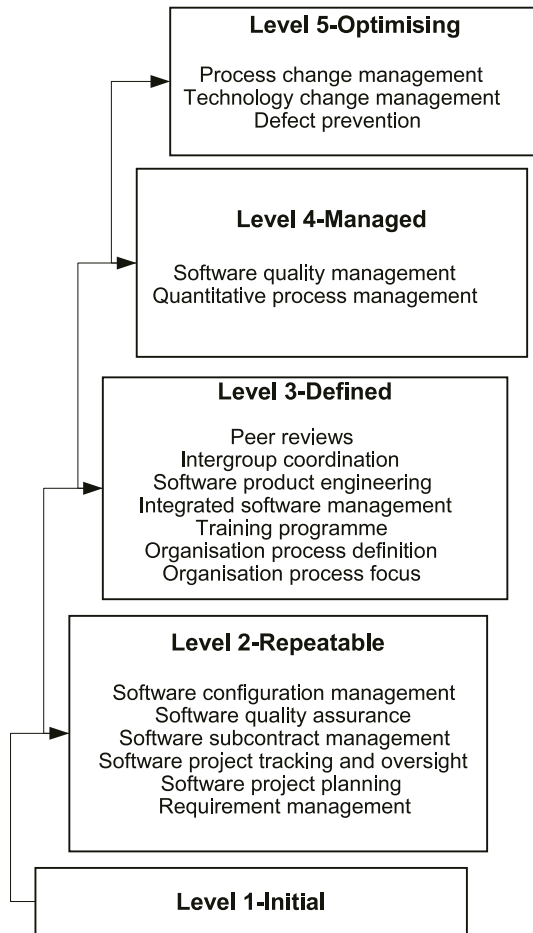 Level 5-Optimising
Process change management
Technology change management
Defect prevention
Level 4-Managed
Software quality management
Quantitative process management
Level 3-Defined
Peer reviews
Intergroup coordination
Software product engineering
Integrated software management
Training programme
Organisation process definition
Organisation process focus
Level 2-Repeatable
Software configuration management
Software quality assurance
Software subcontract management
Software project tracking and oversight
Software project planning
Requirement management
Level 1-Initial